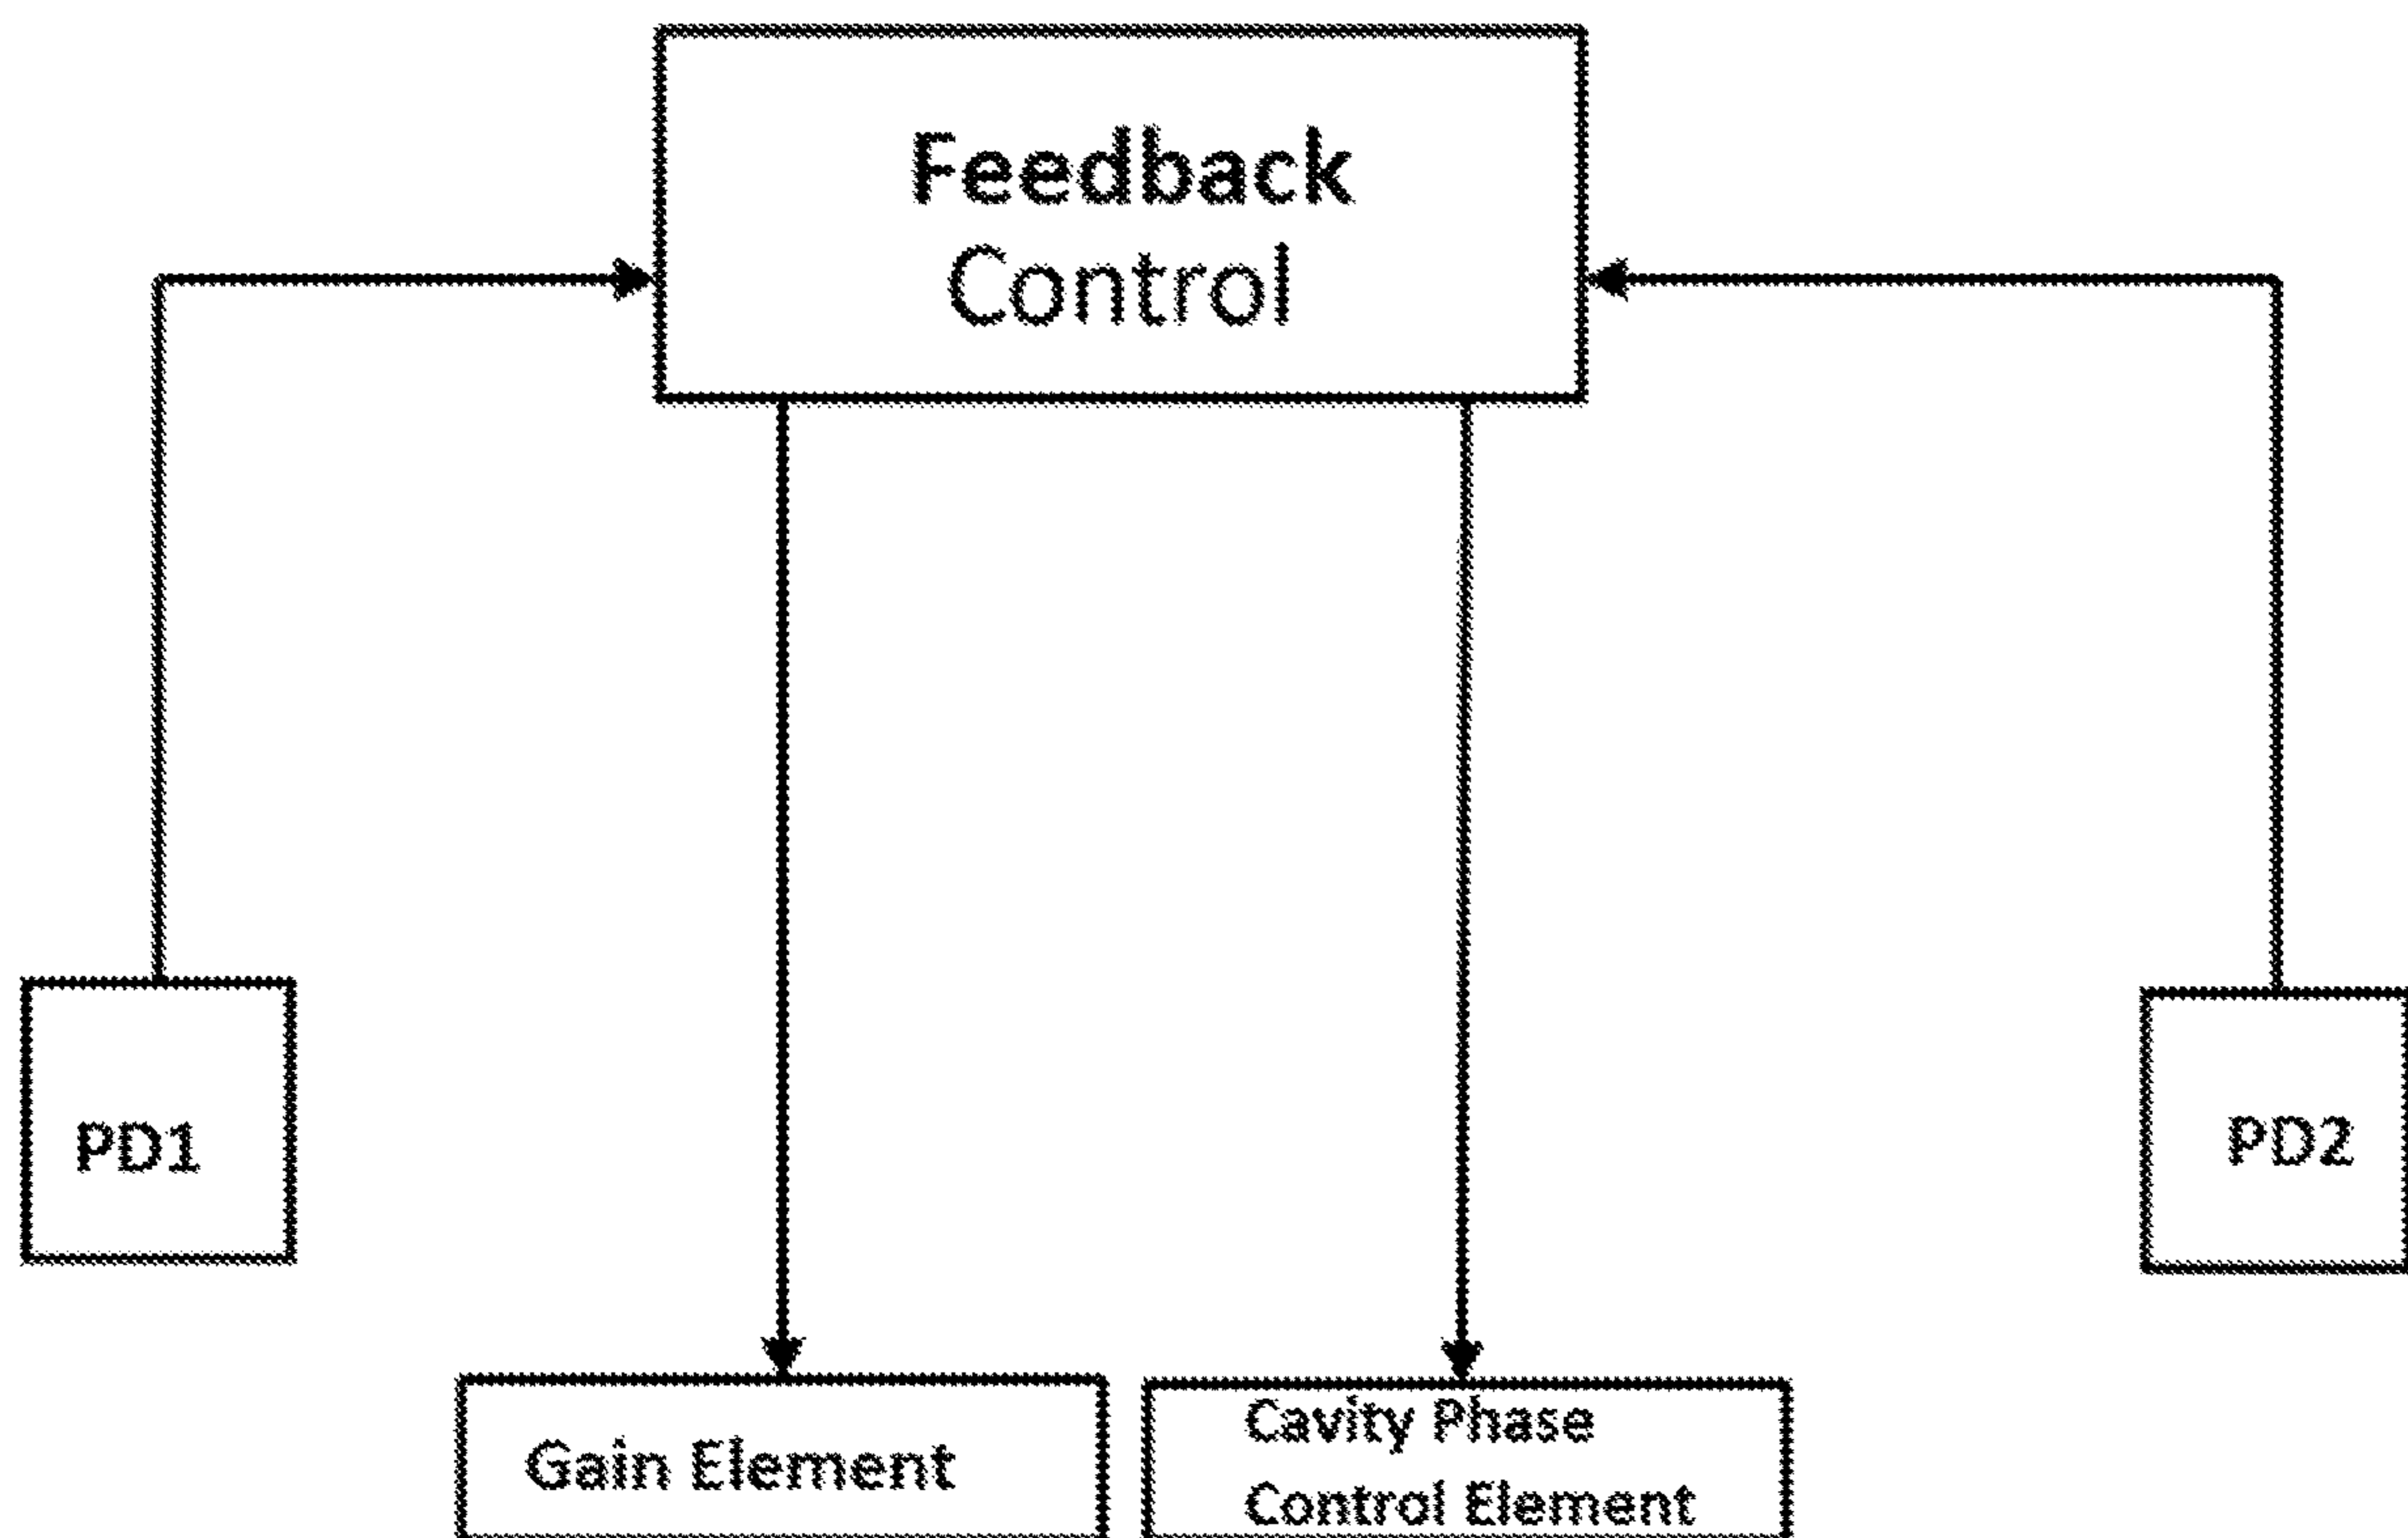 Feedback
Control
PD1
PD2
Gain Element
Cavity Phase
Control Element